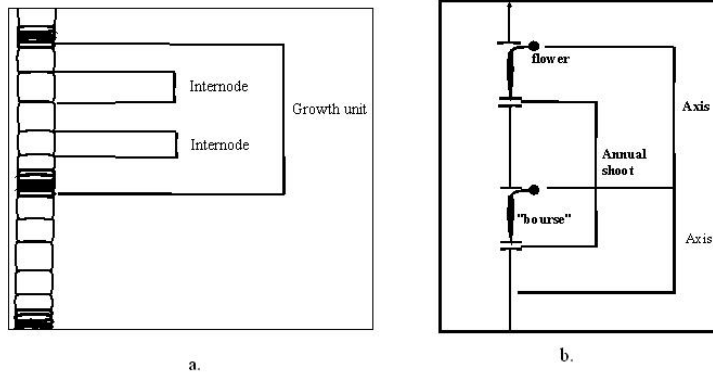 Internode
Growth unit
Internode
a.
flower
Axis
Annual
shoot
"bourse"
Axis
b.